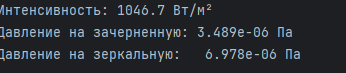 Интенсивность: 1046.7 Вт/м²
Давление на зачерненную: 3.489e-06 Па
Давление на зеркальную: 6.978e-06 Па